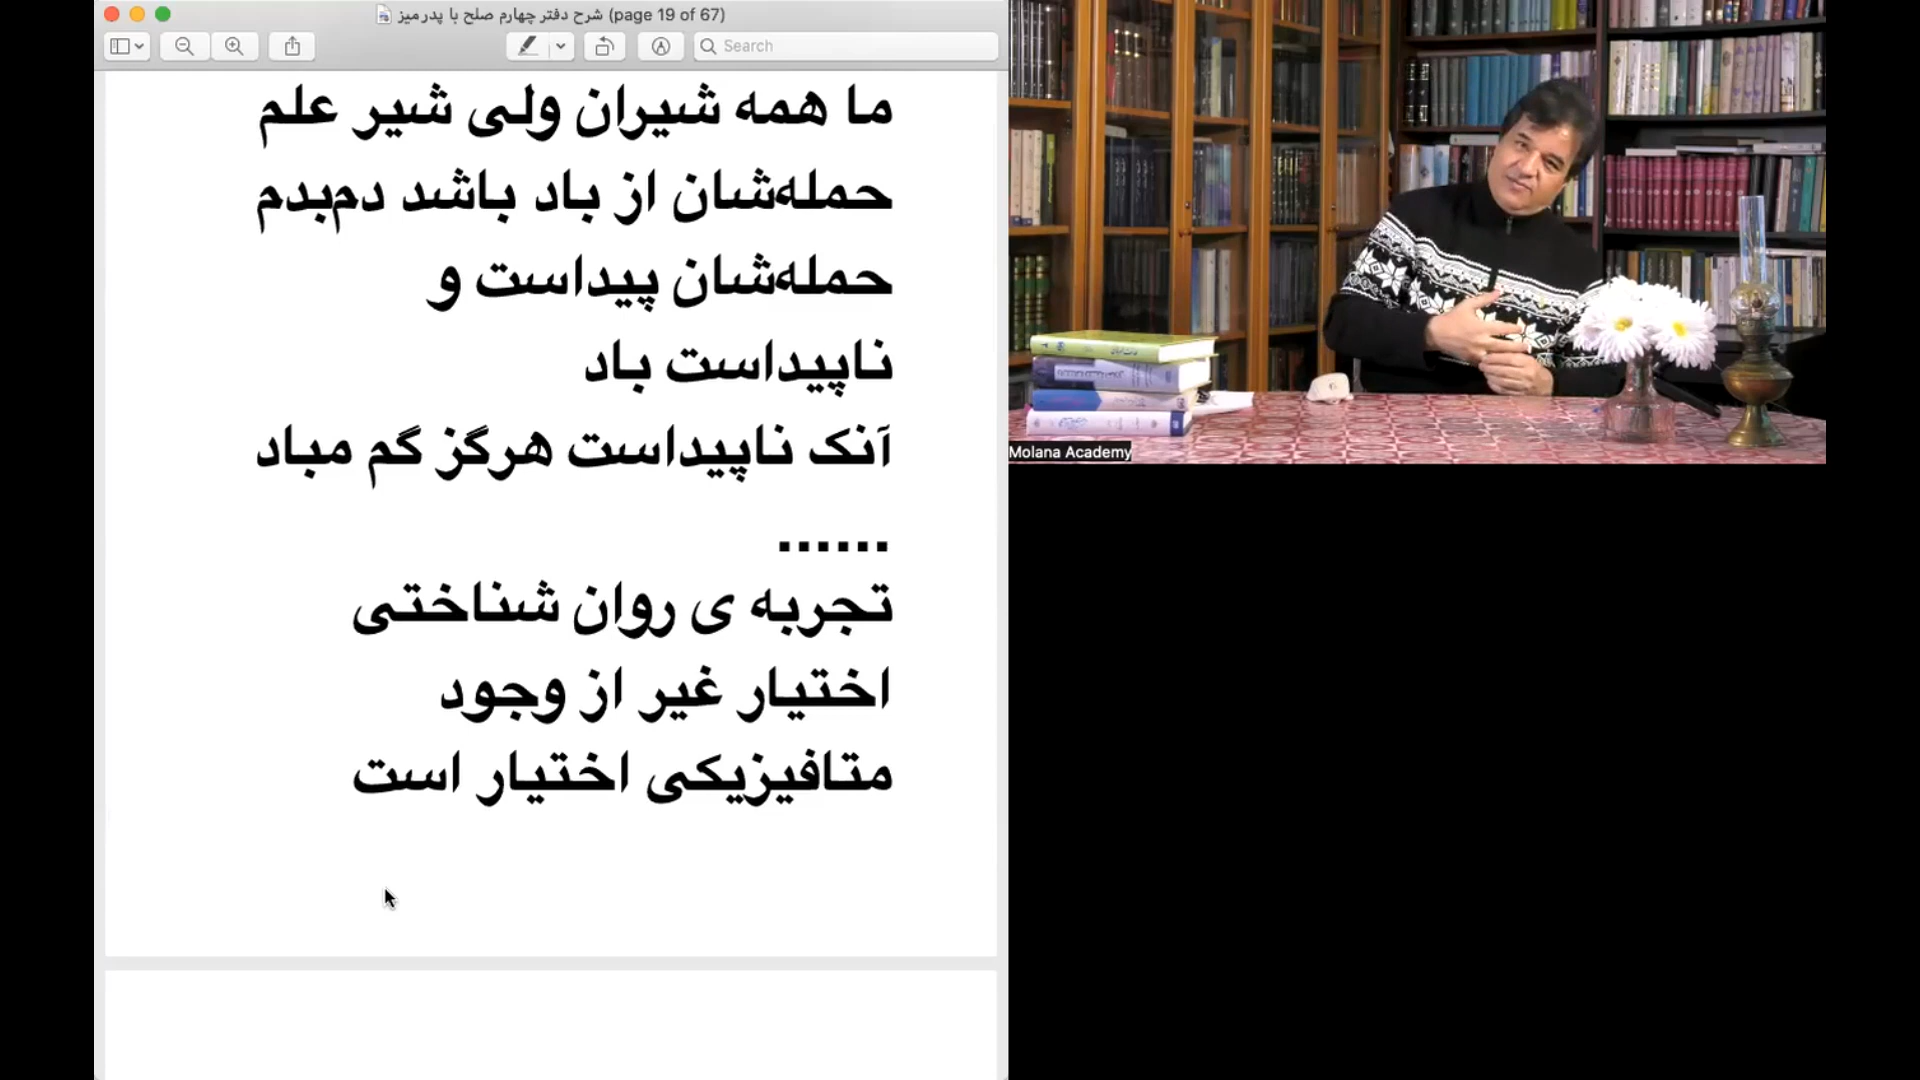 شرح دفتر چهارم صلح با پدر میز (page 19 of 67)
Search
ما همه شیران ولی شیر علم
حمله‌شان از باد باشد دم‌بدم
حمله‌شان پیداست و
ناپیداست باد
آنک ناپیداست هرگز گم مباد
......
تجربه ی روان شناختی
اختیار غیر از وجود
متافیزیکی اختیار است
Molana Academy